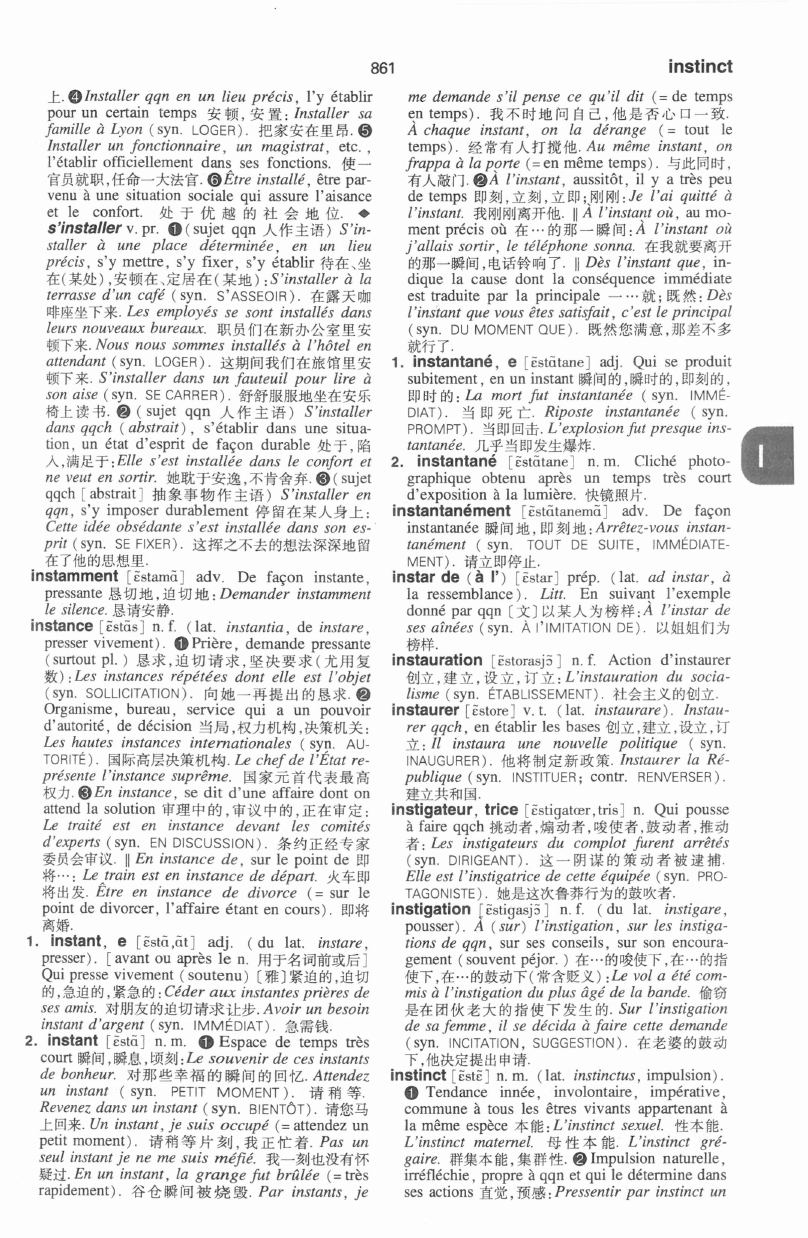 861
instinct
上.❹Installer qqn en un lieu précis, l'y établir
pour un certain temps 安顿,安置: Installer sa
famille à Lyon (syn. LOGER). 把家安在里昂.❺
Installer un fonctionnaire, un magistrat, etc.,
l'établir officiellement dans ses fonctions. 使一
官员就职,任命一大法官.❻Être installé, être par-
venu à une situation sociale qui assure l'aisance
et le confort. 处于优越的社会地位. ◆
s'installer v. pr. ❶(sujet qqn 人作主语) S'in-
staller à une place déterminée, en un lieu
précis, s'y mettre, s'y fixer, s'y établir 待在、坐
在(某处),安顿在、定居在(某地):S'installer à la
terrasse d'un café (syn. S'ASSEOIR). 在露天咖
啡座坐下来. Les employés se sont installés dans
leurs nouveaux bureaux. 职员们在新办公室里安
顿下来. Nous nous sommes installés à l'hôtel en
attendant (syn. LOGER). 这期间我们在旅馆里安
顿下来. S'installer dans un fauteuil pour lire à
son aise (syn. SE CARRER). 舒舒服服地坐在安乐
椅上读书. ❷ (sujet qqn 人作主语) S'installer
dans qqch (abstrait), s'établir dans une situa-
tion, un état d'esprit de façon durable 处于,陷
入,满足于:Elle s'est installée dans le confort et
ne veut en sortir. 她耽于安逸,不肯舍弃.❸(sujet
qqch [abstrait] 抽象事物作主语) S'installer en
qqn, s'y imposer durablement 停留在某人身上:
Cette idée obsédante s'est installée dans son es-
prit (syn. SE FIXER). 这挥之不去的想法深深地留
在了他的思想里.
instamment [ɛ̃stamɑ̃] adv. De façon instante,
pressante 恳切地,迫切地:Demander instamment
le silence. 恳请安静.
instance [ɛ̃stɑ̃s] n. f. (lat. instantia, de instare,
presser vivement). ❶Prière, demande pressante
(surtout pl.) 恳求,迫切请求,坚决要求(尤用复
数):Les instances répétées dont elle est l'objet
(syn. SOLLICITATION). 向她一再提出的恳求. ❷
Organisme, bureau, service qui a un pouvoir
d'autorité, de décision 当局,权力机构,决策机关:
Les hautes instances internationales (syn. AU-
TORITÉ). 国际高层决策机构. Le chef de l'État re-
présente l'instance suprême. 国家元首代表最高
权力.❸En instance, se dit d'une affaire dont on
attend la solution 审理中的,审议中的,正在审定:
Le traité est en instance devant les comités
d'experts (syn. EN DISCUSSION). 条约正经专家
委员会审议. ‖ En instance de, sur le point de 即
将…: Le train est en instance de départ. 火车即
将出发. Être en instance de divorce (= sur le
point de divorcer, l'affaire étant en cours). 即将
离婚.
1. instant, e [ɛ̃stɑ̃,ɑ̃t] adj. (du lat. instare,
presser). [avant ou après le n. 用于名词前或后]
Qui presse vivement (soutenu) 〔雅〕紧迫的,迫切
的,急迫的,紧急的:Céder aux instantes prières de
ses amis. 对朋友的迫切请求让步. Avoir un besoin
instant d'argent (syn. IMMÉDIAT). 急需钱.
2. instant [ɛ̃stɑ̃] n. m. ❶ Espace de temps très
court 瞬间,瞬息,顷刻:Le souvenir de ces instants
de bonheur. 对那些幸福的瞬间的回忆. Attendez
un instant (syn. PETIT MOMENT). 请稍等.
Revenez dans un instant (syn. BIENTÔT). 请您马
上回来. Un instant, je suis occupé (= attendez un
petit moment). 请稍等片刻,我正忙着. Pas un
seul instant je ne me suis méfié. 我一刻也没有怀
疑过. En un instant, la grange fut brûlée (= très
rapidement). 谷仓瞬间被烧毁. Par instants, je
me demande s'il pense ce qu'il dit (= de temps
en temps). 我不时地问自己,他是否心口一致.
À chaque instant, on la dérange (= tout le
temps). 经常有人打搅他. Au même instant, on
frappa à la porte (= en même temps). 与此同时,
有人敲门. ❷À l'instant, aussitôt, il y a très peu
de temps 即刻,立刻,立即;刚刚:Je l'ai quitté à
l'instant. 我刚刚离开他. ‖ À l'instant où, au mo-
ment précis où 在…的那一瞬间:À l'instant où
j'allais sortir, le téléphone sonna. 在我就要离开
的那一瞬间,电话铃响了. ‖ Dès l'instant que, in-
dique la cause dont la conséquence immédiate
est traduite par la principale 一…就;既然: Dès
l'instant que vous êtes satisfait, c'est le principal
(syn. DU MOMENT QUE). 既然您满意,那差不多
就行了.
1. instantané, e [ɛ̃stɑ̃tane] adj. Qui se produit
subitement, en un instant 瞬间的,瞬时的,即刻的,
即时的: La mort fut instantanée (syn. IMMÉ-
DIAT). 当即死亡. Riposte instantanée (syn.
PROMPT). 当即回击. L'explosion fut presque ins-
tantanée. 几乎当即发生爆炸.
2. instantané [ɛ̃stɑ̃tane] n. m. Cliché photo-
graphique obtenu après un temps très court
d'exposition à la lumière. 快镜照片.
I
instantanément [ɛ̃stɑ̃tanemɑ̃] adv. De façon
instantanée 瞬间地,即刻地:Arrêtez-vous instan-
tanément (syn. TOUT DE SUITE, IMMÉDIATE-
MENT). 请立即停止.
instar de (à l') [ɛ̃star] prép. (lat. ad instar, à
la ressemblance). Litt. En suivant l'exemple
donné par qqn〔文〕以某人为榜样:À l'instar de
ses aînées (syn. À l'IMITATION DE). 以姐姐们为
榜样.
instauration [ɛ̃storasjɔ̃] n. f. Action d'instaurer
创立,建立,设立,订立:L'instauration du socia-
lisme (syn. ÉTABLISSEMENT). 社会主义的创立.
instaurer [ɛ̃store] v. t. (lat. instaurare). Instau-
rer qqch, en établir les bases 创立,建立,设立,订
立: Il instaura une nouvelle politique (syn.
INAUGURER). 他将制定新政策. Instaurer la Ré-
publique (syn. INSTITUER; contr. RENVERSER).
建立共和国.
instigateur, trice [ɛ̃stigatœr,tris] n. Qui pousse
à faire qqch 挑动者,煽动者,唆使者,鼓动者,推动
者: Les instigateurs du complot furent arrêtés
(syn. DIRIGEANT). 这一阴谋的策动者被逮捕.
Elle est l'instigatrice de cette équipée (syn. PRO-
TAGONISTE). 她是这次鲁莽行为的鼓吹者.
instigation [ɛ̃stigasjɔ̃] n. f. (du lat. instigare,
pousser). À (sur) l'instigation, sur les instiga-
tions de qqn, sur ses conseils, sur son encoura-
gement (souvent péjor.) 在…的唆使下,在…的指
使下,在…的鼓动下(常含贬义):Le vol a été com-
mis à l'instigation du plus âgé de la bande. 偷窃
是在团伙老大的指使下发生的. Sur l'instigation
de sa femme, il se décida à faire cette demande
(syn. INCITATION, SUGGESTION). 在老婆的鼓动
下,他决定提出申请.
instinct [ɛ̃stɛ̃] n. m. (lat. instinctus, impulsion).
❶ Tendance innée, involontaire, impérative,
commune à tous les êtres vivants appartenant à
la même espèce 本能:L'instinct sexuel. 性本能.
L'instinct maternel. 母性本能. L'instinct gré-
gaire. 群集本能,集群性. ❷Impulsion naturelle,
irréfléchie, propre à qqn et qui le détermine dans
ses actions 直觉,预感:Pressentir par instinct un